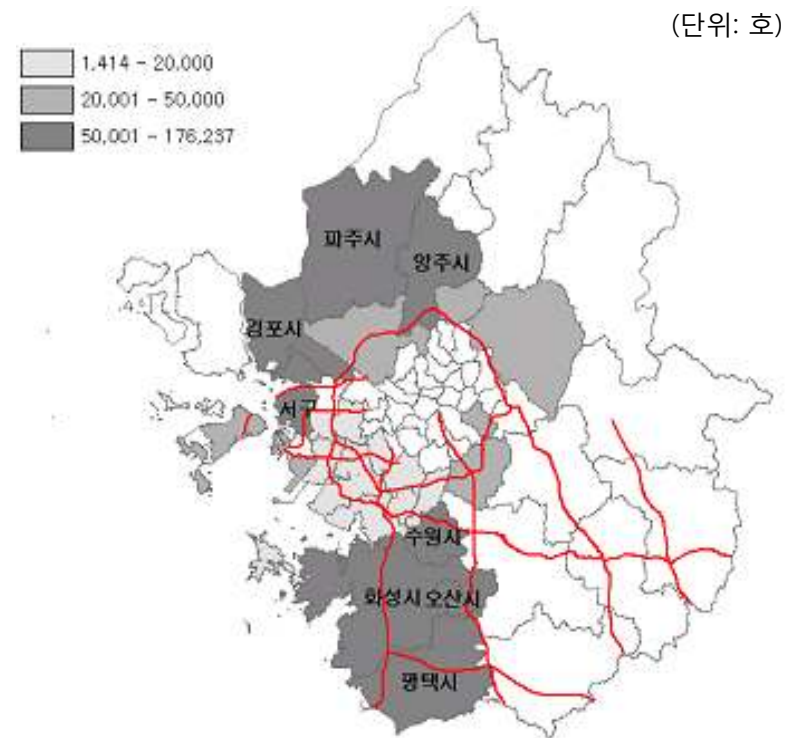 (단위: 호)
1,414 - 20,000
20,001 - 50,000
50,001 - 176,237
파주시
양주시
김포시
서구
수원시
화성시 오산시
평택시